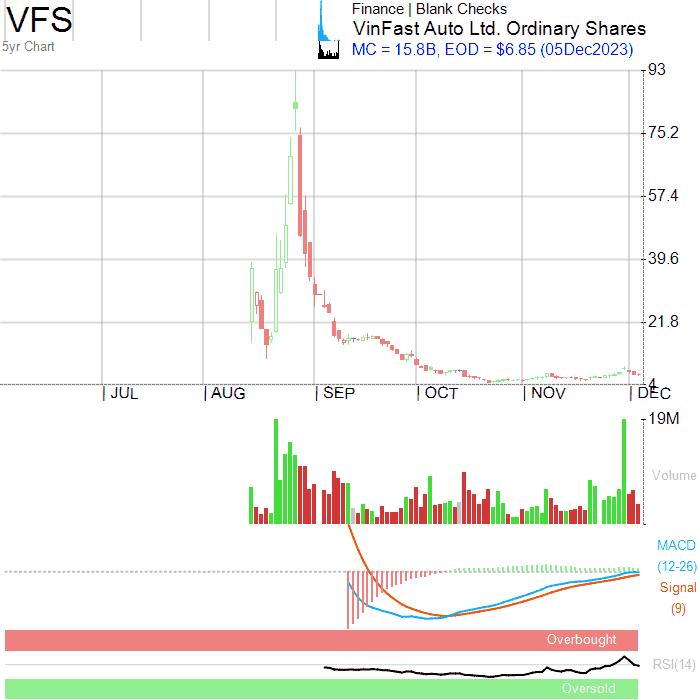 VFS
5yr Chart
Finance | Blank Checks
VinFast Auto Ltd. Ordinary Shares
MC = 15.8B, EOD = $6.85 (05Dec2023)
93
75.2
57.4
39.6
21.8
4
JUL AUG SEP OCT NOV DEC
19M
Volume
MACD
(12-26)
Signal
(9)
Overbought
RSI(14)
Oversold